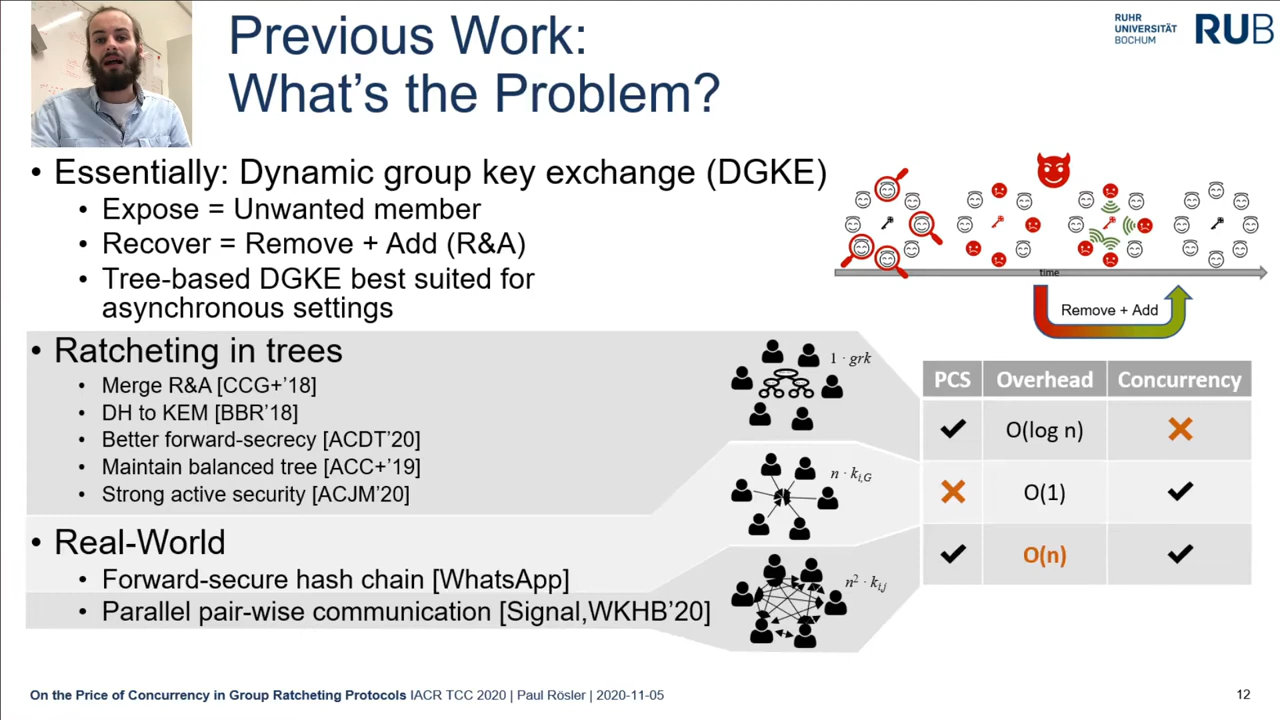 Previous Work:
What's the Problem?
RUHR
UNIVERSITÄT
BOCHUM
RUB
• Essentially: Dynamic group key exchange (DGKE)
• Expose = Unwanted member
• Recover = Remove + Add (R&A)
• Tree-based DGKE best suited for
asynchronous settings
time
Remove + Add
• Ratcheting in trees
• Merge R&A [CCG+'18]
• DH to KEM [BBR'18]
• Better forward-secrecy [ACDT'20]
• Maintain balanced tree [ACC+'19]
• Strong active security [ACJM'20]
1 · grk
n · k_{i,G}
n² · k_{i,j}
PCS Overhead Concurrency
✓ O(log n) ✕
✕ O(1) ✓
✓ O(n) ✓
• Real-World
• Forward-secure hash chain [WhatsApp]
• Parallel pair-wise communication [Signal,WKHB'20]
On the Price of Concurrency in Group Ratcheting Protocols IACR TCC 2020 | Paul Rösler | 2020-11-05
12